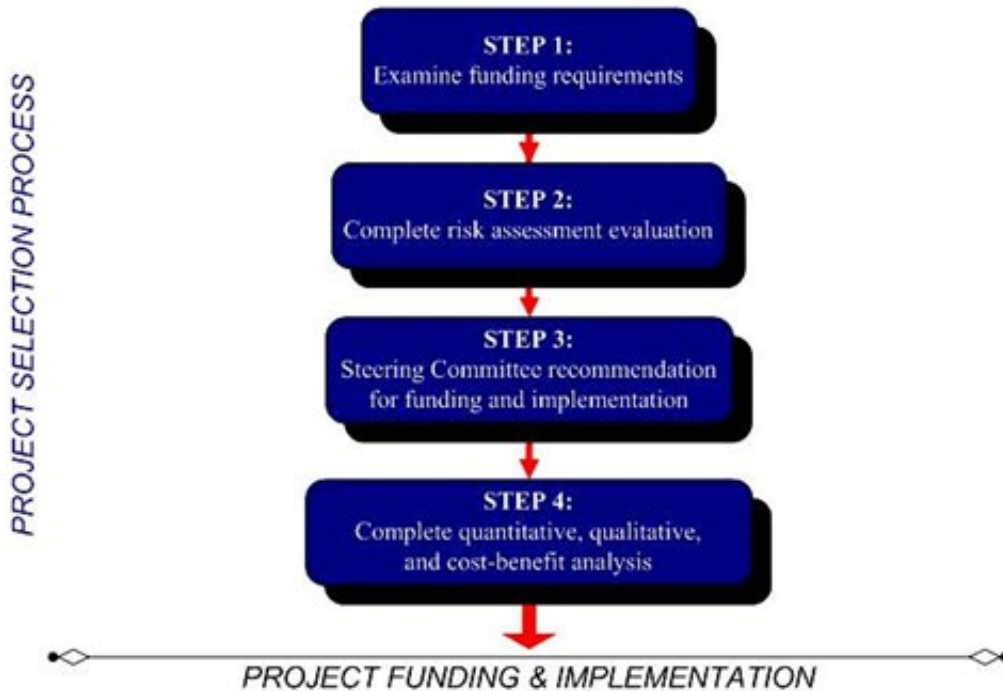 PROJECT SELECTION PROCESS
STEP 1:
Examine funding requirements
STEP 2:
Complete risk assessment evaluation
STEP 3:
Steering Committee recommendation
for funding and implementation
STEP 4:
Complete quantitative, qualitative,
and cost-benefit analysis
PROJECT FUNDING & IMPLEMENTATION